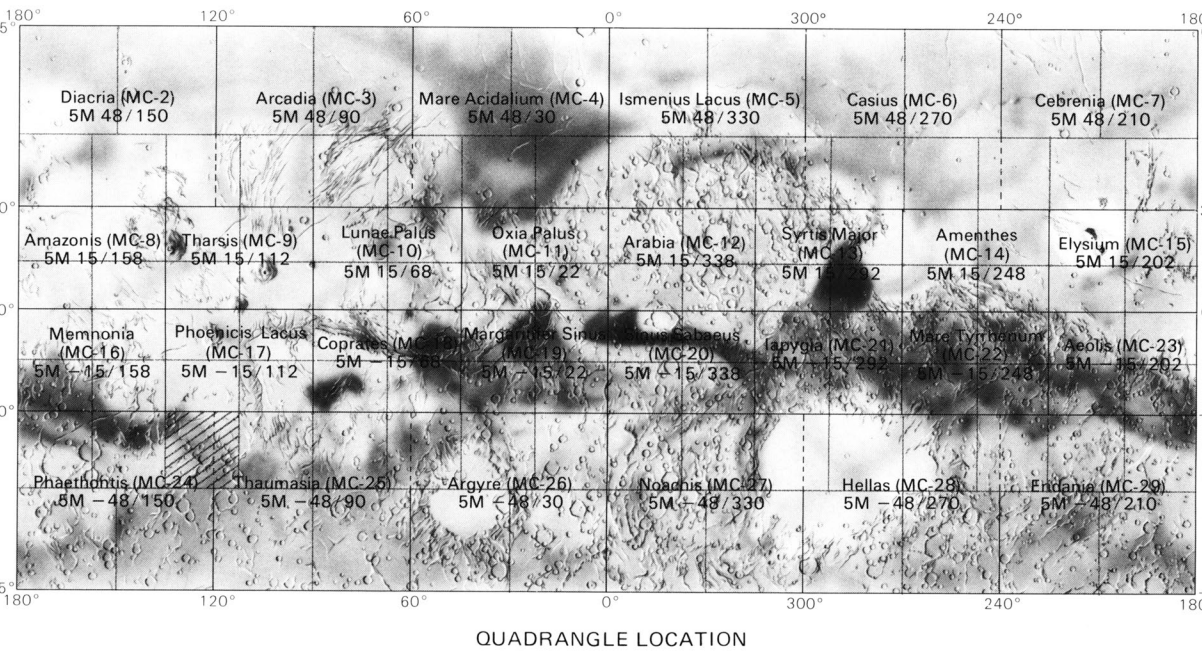 180° 120° 60° 0° 300° 240° 180
5°
Diacria (MC-2) Arcadia (MC-3) Mare Acidalium (MC-4) Ismenius Lacus (MC-5) Casius (MC-6) Cebrenia (MC-7)
5M 48/150 5M 48/90 5M 48/30 5M 48/330 5M 48/270 5M 48/210
0°
Amazonis (MC-8) Tharsis (MC-9) Lunae Palus Oxia Palus Arabia (MC-12) Syrtis Major Amenthes Elysium (MC-15)
(MC-10) (MC-11) (MC-13) (MC-14)
5M 15/158 5M 15/112 5M 15/68 5M 15/22 5M 15/338 5M 15/292 5M 15/248 5M 15/202
0°
Memnonia Phoenicis Lacus Coprates (MC-18) Margaritifer Sinus Sinus Sabaeus Iapygia (MC-21) Mare Tyrrhenum Aeolis (MC-23)
(MC-16) (MC-17) (MC-19) (MC-20) (MC-22)
5M −15/158 5M −15/112 5M −15/68 5M −15/22 5M −15/338 5M −15/292 5M −15/248 5M −15/202
0°
Phaethontis (MC-24) Thaumasia (MC-25) Argyre (MC-26) Noachis (MC-27) Hellas (MC-28) Eridania (MC-29)
5M −48/150 5M −48/90 5M −48/30 5M −48/330 5M −48/270 5M −48/210
5°
180° 120° 60° 0° 300° 240° 180
QUADRANGLE LOCATION